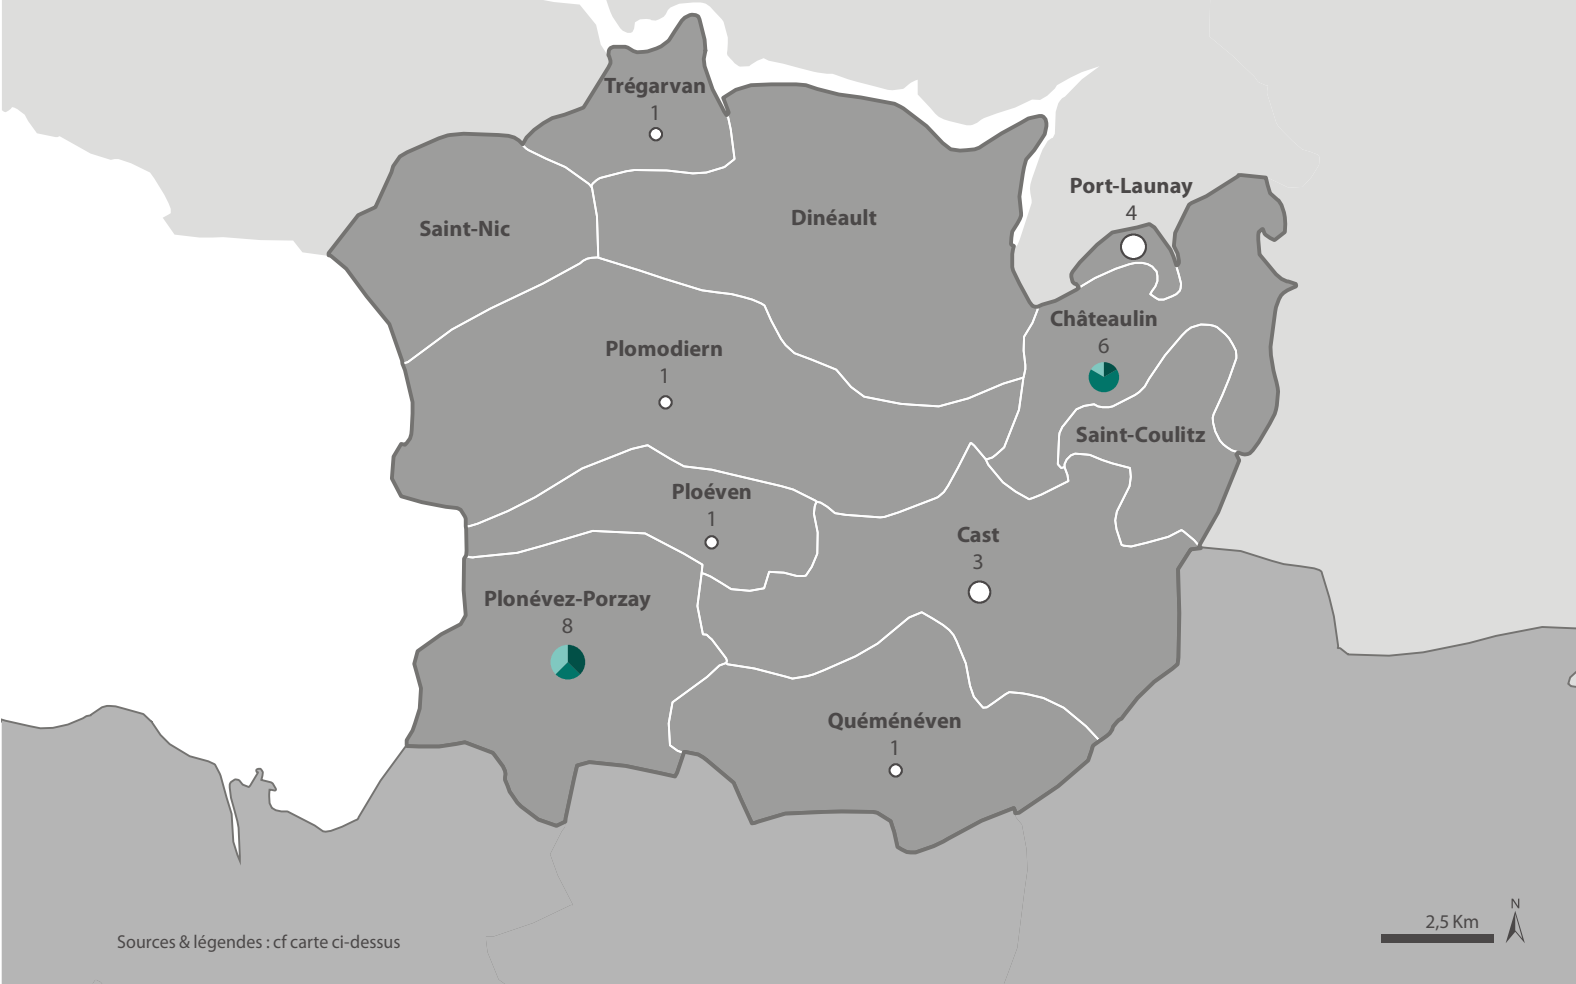 Trégarvan
1
Port-Launay
4
Saint-Nic
Dinéault
Châteaulin
6
Plomodiern
1
Saint-Coulitz
Ploéven
1
Cast
3
Plonévez-Porzay
8
Quéménéven
1
N
2,5 Km
Sources & légendes : cf carte ci-dessus